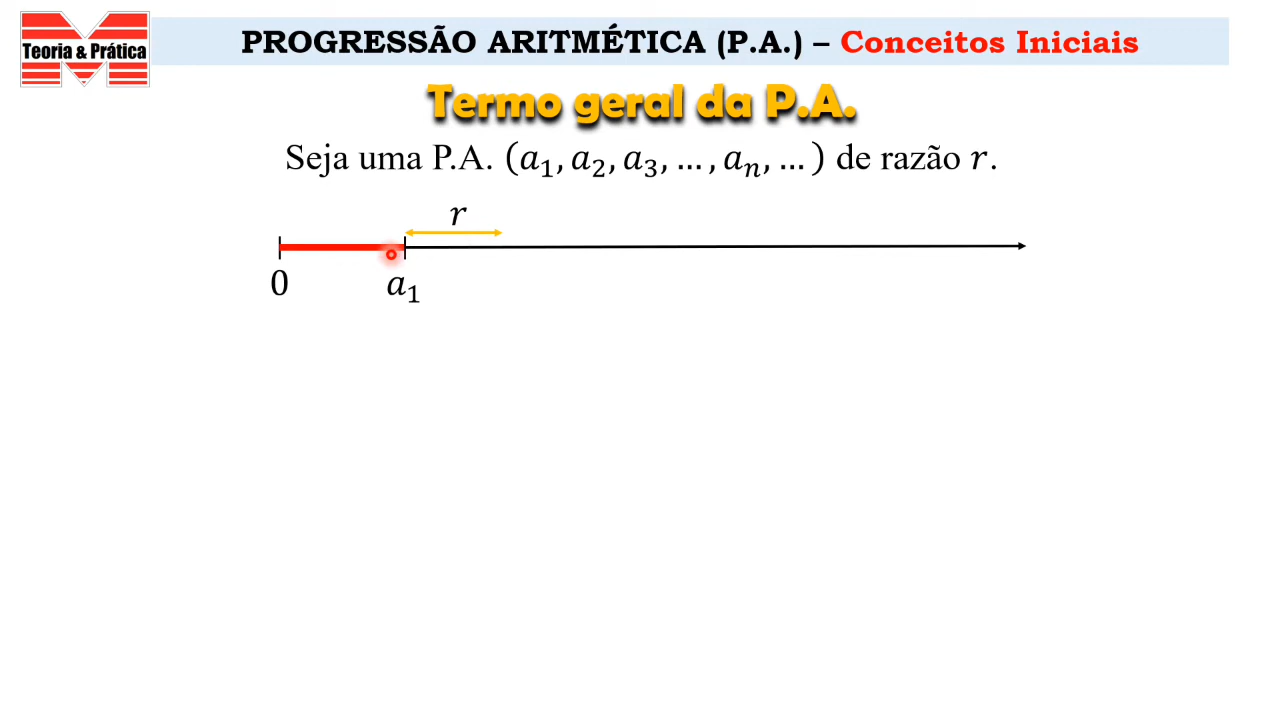 Teoria & Prática
PROGRESSÃO ARITMÉTICA (P.A.) – Conceitos Iniciais
Termo geral da P.A.
Seja uma P.A. (a₁, a₂, a₃, … , aₙ, … ) de razão r.
r
0 a₁